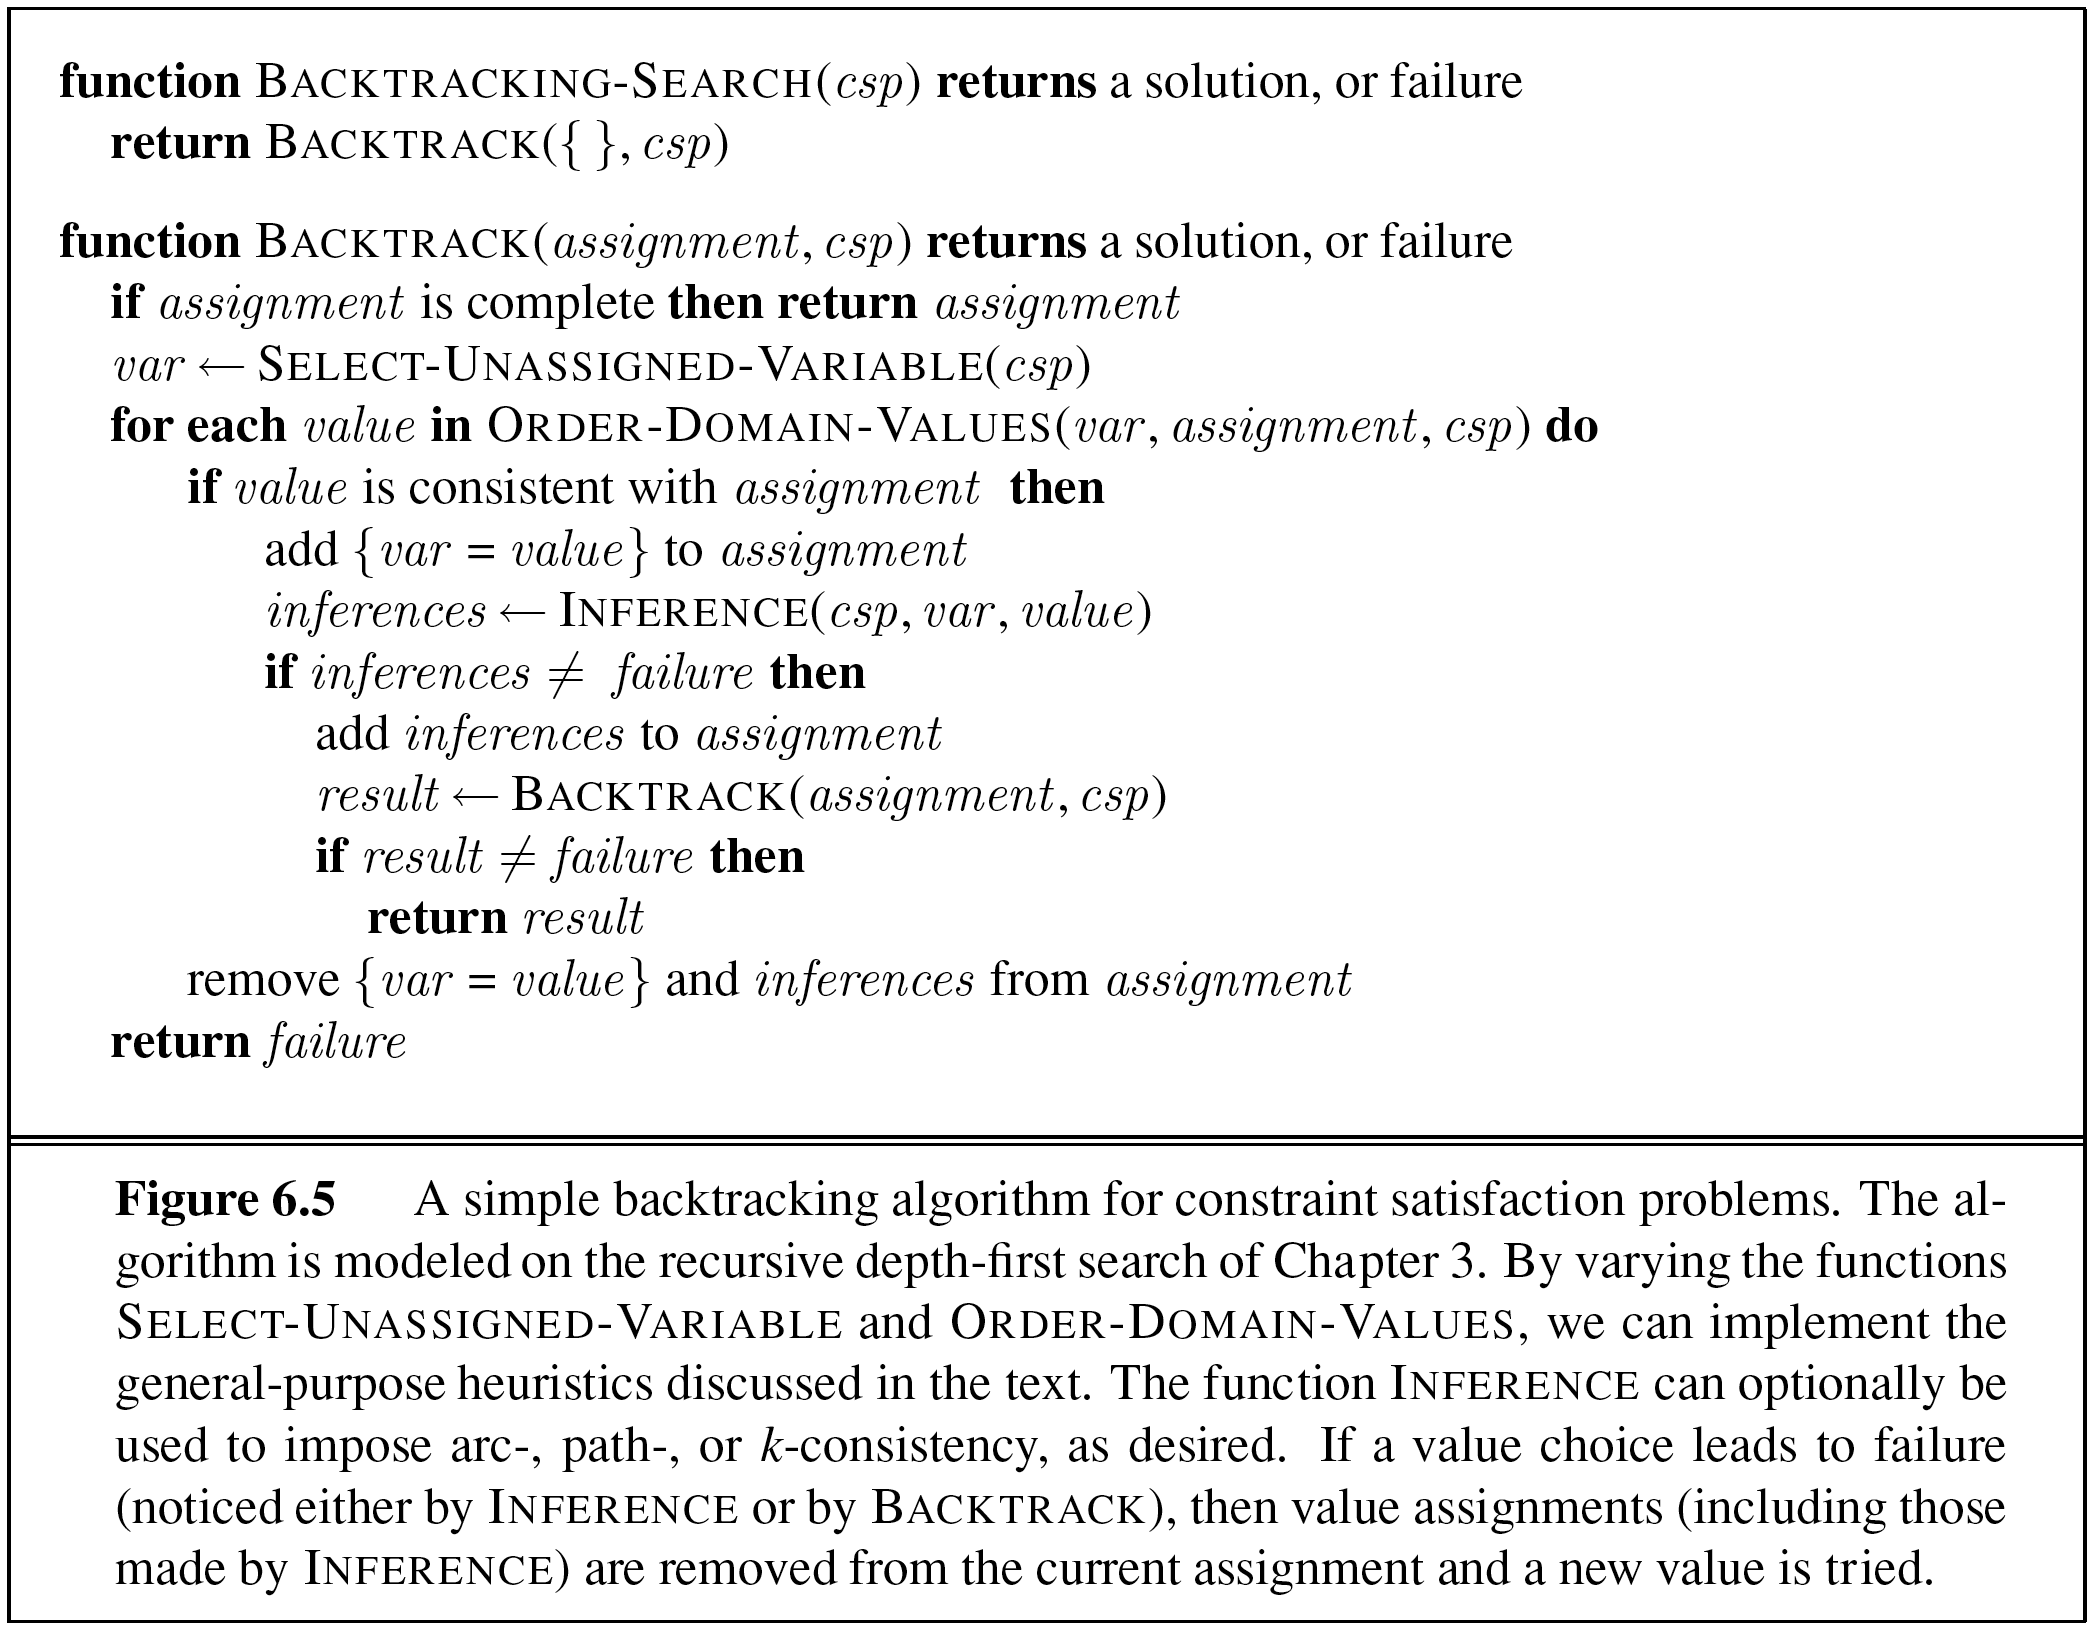 function BACKTRACKING-SEARCH(csp) returns a solution, or failure
return BACKTRACK({ }, csp)
function BACKTRACK(assignment, csp) returns a solution, or failure
if assignment is complete then return assignment
var ← SELECT-UNASSIGNED-VARIABLE(csp)
for each value in ORDER-DOMAIN-VALUES(var, assignment, csp) do
if value is consistent with assignment then
add {var = value} to assignment
inferences ← INFERENCE(csp, var, value)
if inferences ≠ failure then
add inferences to assignment
result ← BACKTRACK(assignment, csp)
if result ≠ failure then
return result
remove {var = value} and inferences from assignment
return failure
Figure 6.5 A simple backtracking algorithm for constraint satisfaction problems. The al-
gorithm is modeled on the recursive depth-first search of Chapter 3. By varying the functions
SELECT-UNASSIGNED-VARIABLE and ORDER-DOMAIN-VALUES, we can implement the
general-purpose heuristics discussed in the text. The function INFERENCE can optionally be
used to impose arc-, path-, or k-consistency, as desired. If a value choice leads to failure
(noticed either by INFERENCE or by BACKTRACK), then value assignments (including those
made by INFERENCE) are removed from the current assignment and a new value is tried.